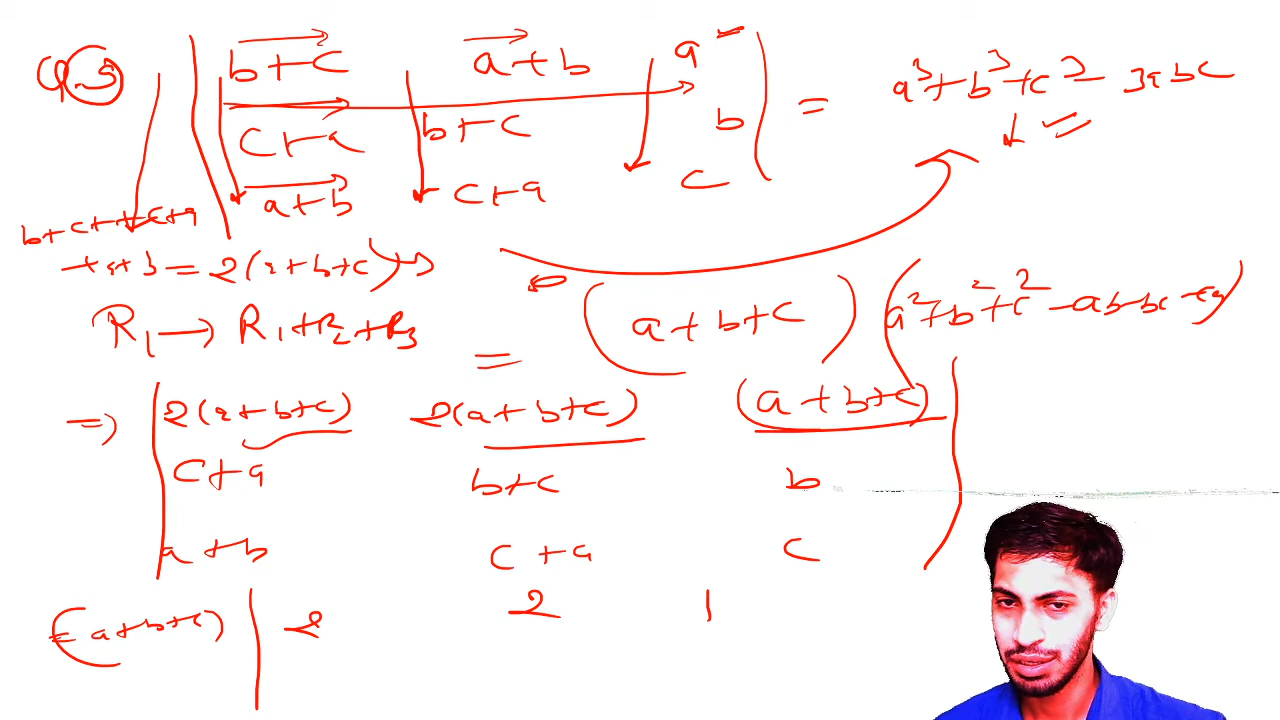 Q.5 | b+c a+b a | = a³+b³+c³-3abc
c+a b+c b
a+b c+a c
b+c++c+a
+a+b=2(a+b+c)
R₁→R₁+R₂+R₃
= (a+b+c)(a²+b²+c²-ab-bc-ca)
=> | 2(a+b+c) 2(a+b+c) (a+b+c) |
c+a b+c b
a+b c+a c
=(a+b+c) | 2 2 1